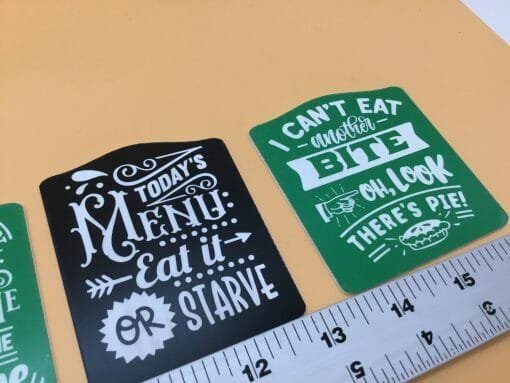 TODAY'S
MENU:
Eat it
OR STARVE
I CAN'T EAT
another
BITE
OH, LOOK
THERE'S PIE!
12 13 14 15
5 4